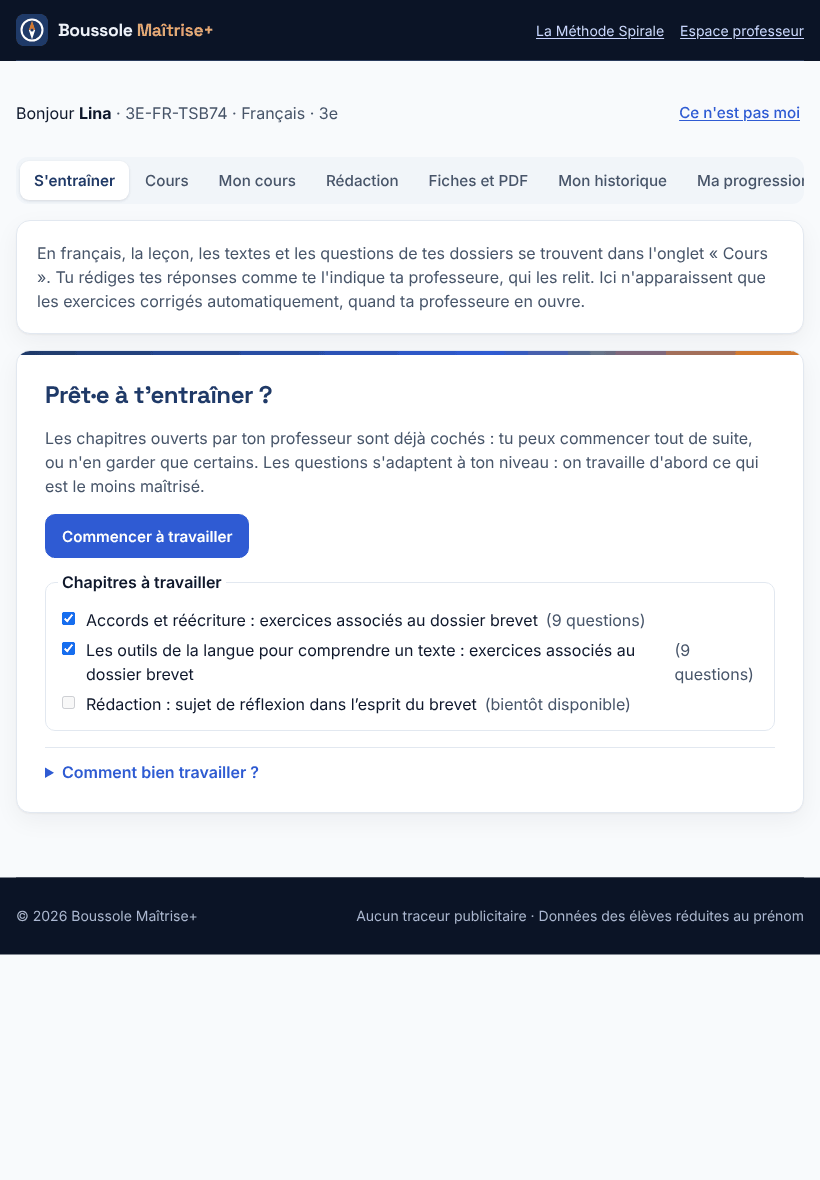 Boussole Maîtrise+
La Méthode Spirale
Espace professeur
Bonjour Lina · 3E-FR-TSB74 · Français · 3e
Ce n'est pas moi
S'entraîner
Cours
Mon cours
Rédaction
Fiches et PDF
Mon historique
Ma progression
En français, la leçon, les textes et les questions de tes dossiers se trouvent dans l'onglet « Cours
». Tu rédiges tes réponses comme te l'indique ta professeure, qui les relit. Ici n'apparaissent que
les exercices corrigés automatiquement, quand ta professeure en ouvre.
Prêt·e à t’entraîner ?
Les chapitres ouverts par ton professeur sont déjà cochés : tu peux commencer tout de suite,
ou n'en garder que certains. Les questions s'adaptent à ton niveau : on travaille d'abord ce qui
est le moins maîtrisé.
Commencer à travailler
Chapitres à travailler
Accords et réécriture : exercices associés au dossier brevet (9 questions)
Les outils de la langue pour comprendre un texte : exercices associés au
dossier brevet
(9
questions)
Rédaction : sujet de réflexion dans l’esprit du brevet (bientôt disponible)
Comment bien travailler ?
© 2026 Boussole Maîtrise+
Aucun traceur publicitaire · Données des élèves réduites au prénom